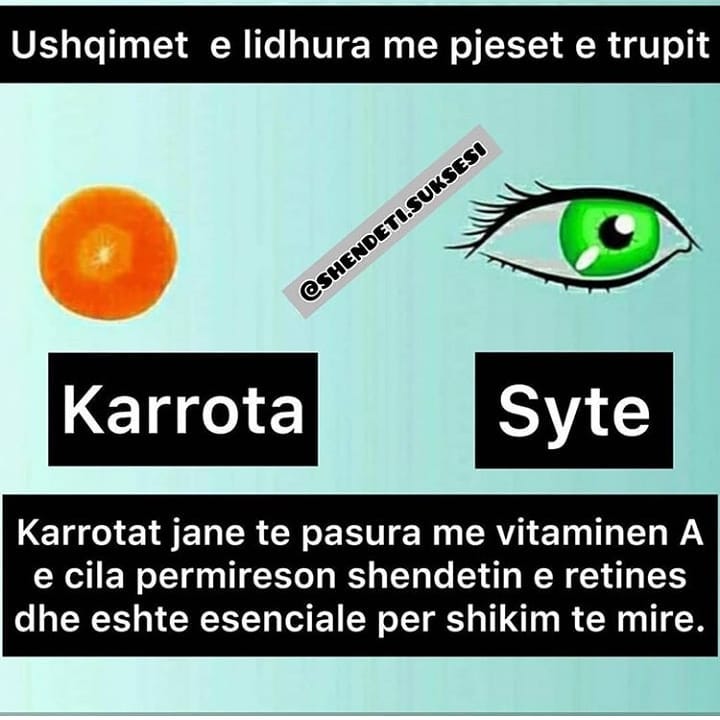 Ushqimet e lidhura me pjeset e trupit
@SHENDETI.SUKSESI
Karrota
Syte
Karrotat jane te pasura me vitaminen A
e cila permireson shendetin e retines
dhe eshte esenciale per shikim te mire.